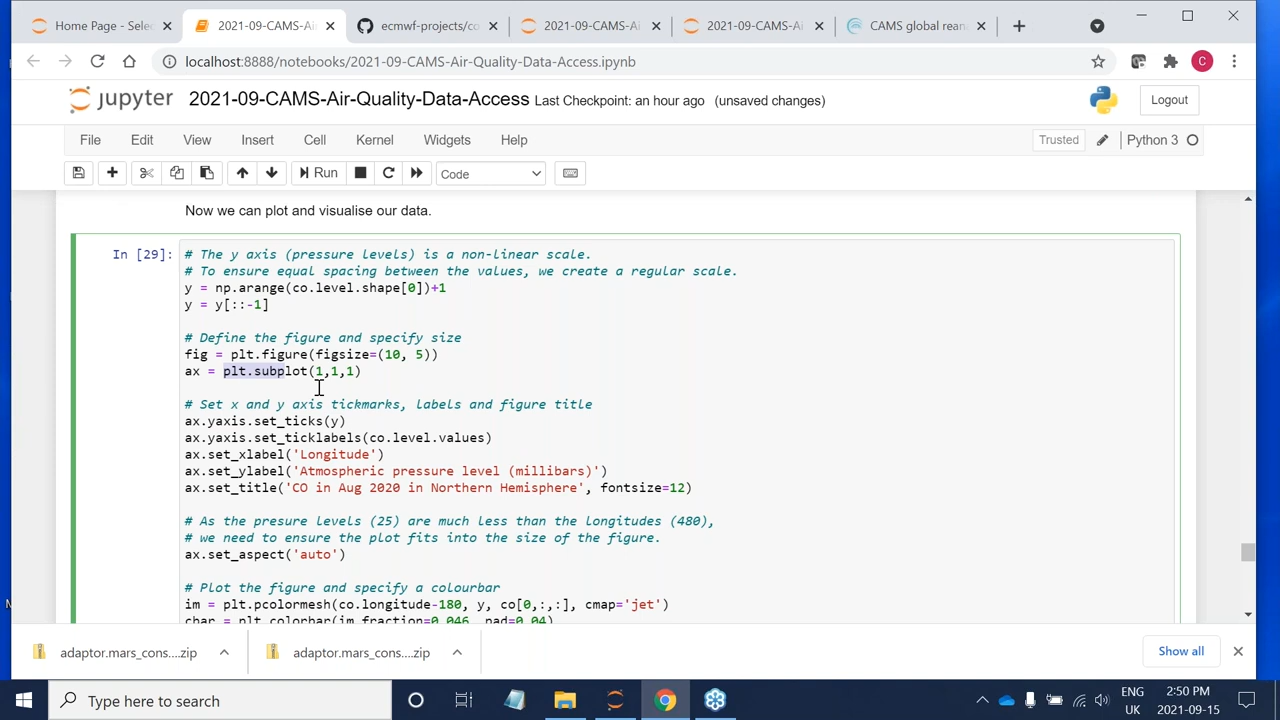 Home Page - Selec
2021-09-CAMS-Ai
ecmwf-projects/co
2021-09-CAMS-Ai
2021-09-CAMS-Ai
CAMS global rean
localhost:8888/notebooks/2021-09-CAMS-Air-Quality-Data-Access.ipynb
C
jupyter 2021-09-CAMS-Air-Quality-Data-Access Last Checkpoint: an hour ago (unsaved changes)
Logout
File Edit View Insert Cell Kernel Widgets Help
Trusted
Python 3
Run
Code
Now we can plot and visualise our data.
In [29]:
# The y axis (pressure levels) is a non-linear scale.
# To ensure equal spacing between the values, we create a regular scale.
y = np.arange(co.level.shape[0])+1
y = y[::-1]
# Define the figure and specify size
fig = plt.figure(figsize=(10, 5))
ax = plt.subplot(1,1,1)
# Set x and y axis tickmarks, labels and figure title
ax.yaxis.set_ticks(y)
ax.yaxis.set_ticklabels(co.level.values)
ax.set_xlabel('Longitude')
ax.set_ylabel('Atmospheric pressure level (millibars)')
ax.set_title('CO in Aug 2020 in Northern Hemisphere', fontsize=12)
# As the presure levels (25) are much less than the longitudes (480),
# we need to ensure the plot fits into the size of the figure.
ax.set_aspect('auto')
# Plot the figure and specify a colourbar
im = plt.pcolormesh(co.longitude-180, y, co[0,:,:], cmap='jet')
cbar = plt.colorbar(im,fraction=0.046, pad=0.04)
adaptor.mars_cons....zip
adaptor.mars_cons....zip
Show all
Type here to search
ENG
UK
2:50 PM
2021-09-15